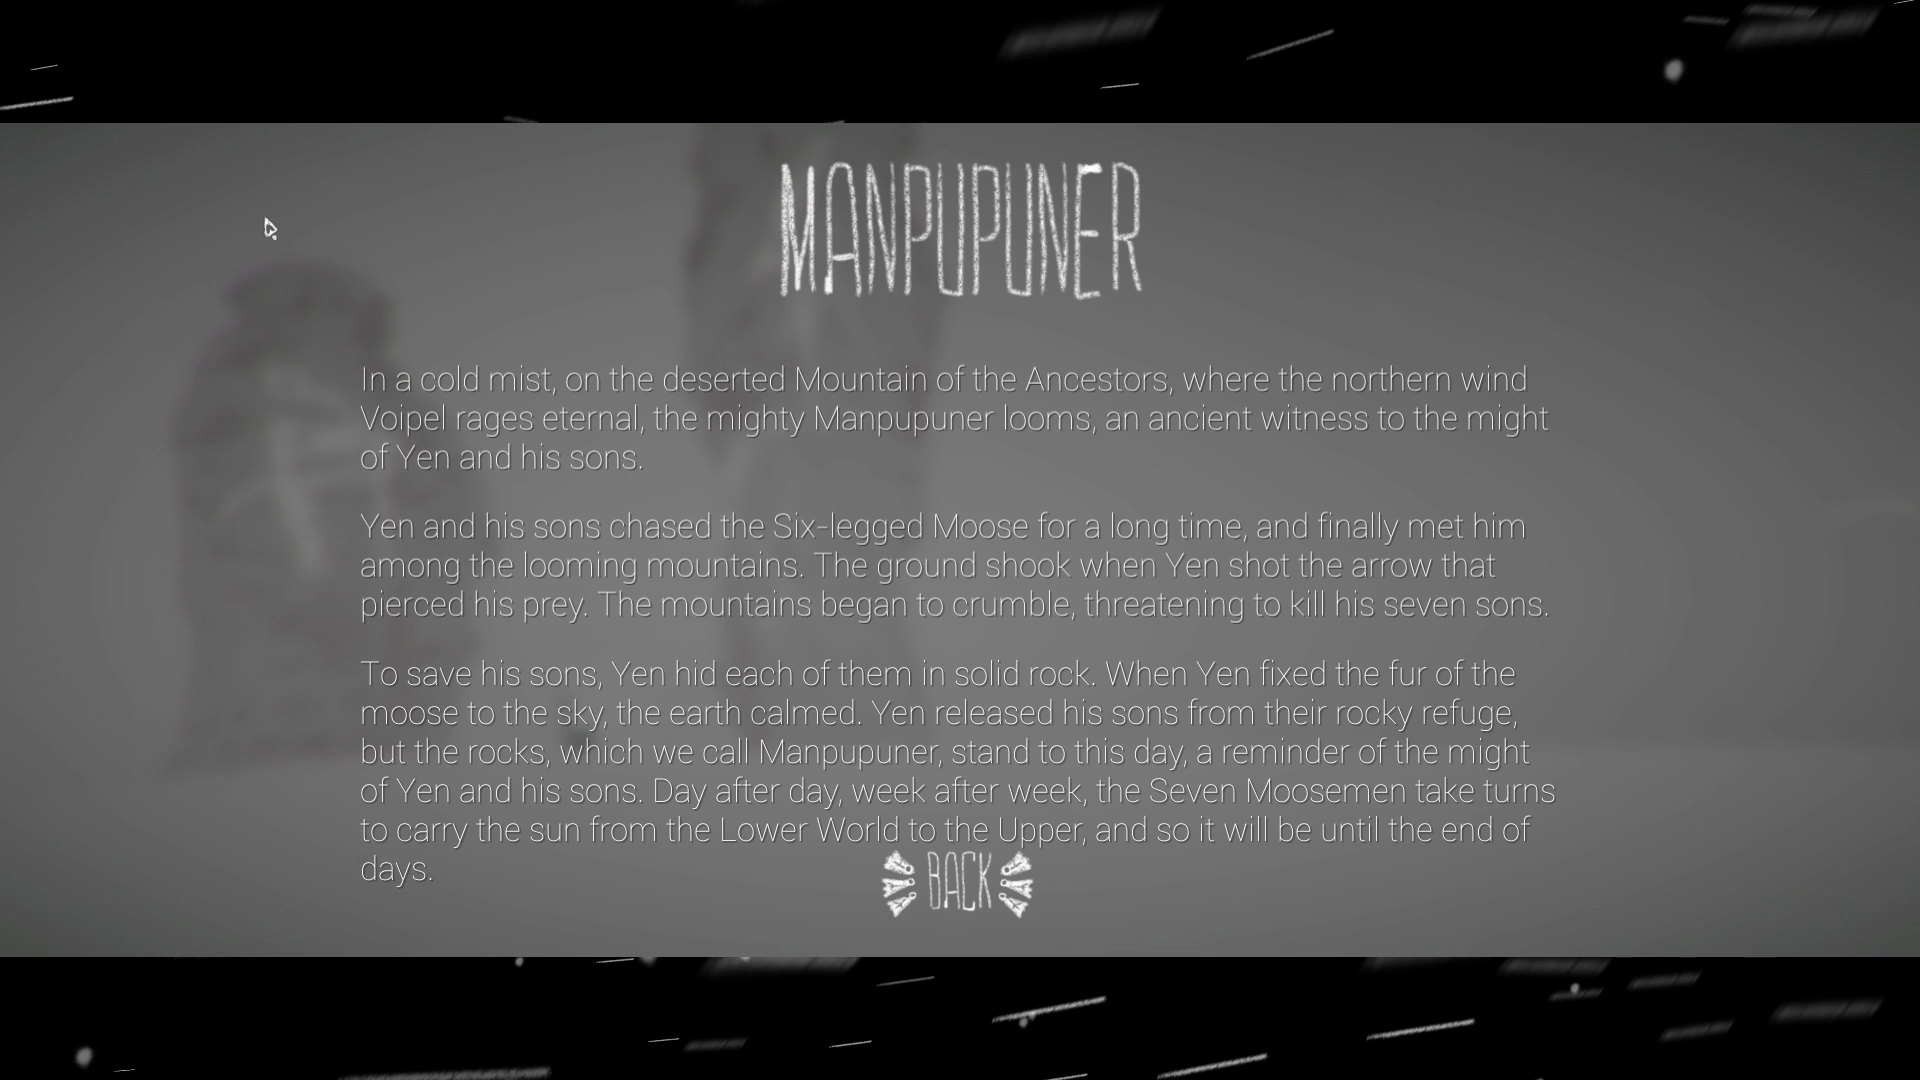 MANPUPUNER
In a cold mist, on the deserted Mountain of the Ancestors, where the northern wind
Voipel rages eternal, the mighty Manpupuner looms, an ancient witness to the might
of Yen and his sons.
Yen and his sons chased the Six-legged Moose for a long time, and finally met him
among the looming mountains. The ground shook when Yen shot the arrow that
pierced his prey. The mountains began to crumble, threatening to kill his seven sons.
To save his sons, Yen hid each of them in solid rock. When Yen fixed the fur of the
moose to the sky, the earth calmed. Yen released his sons from their rocky refuge,
but the rocks, which we call Manpupuner, stand to this day, a reminder of the might
of Yen and his sons. Day after day, week after week, the Seven Moosemen take turns
to carry the sun from the Lower World to the Upper, and so it will be until the end of
days.
BACK